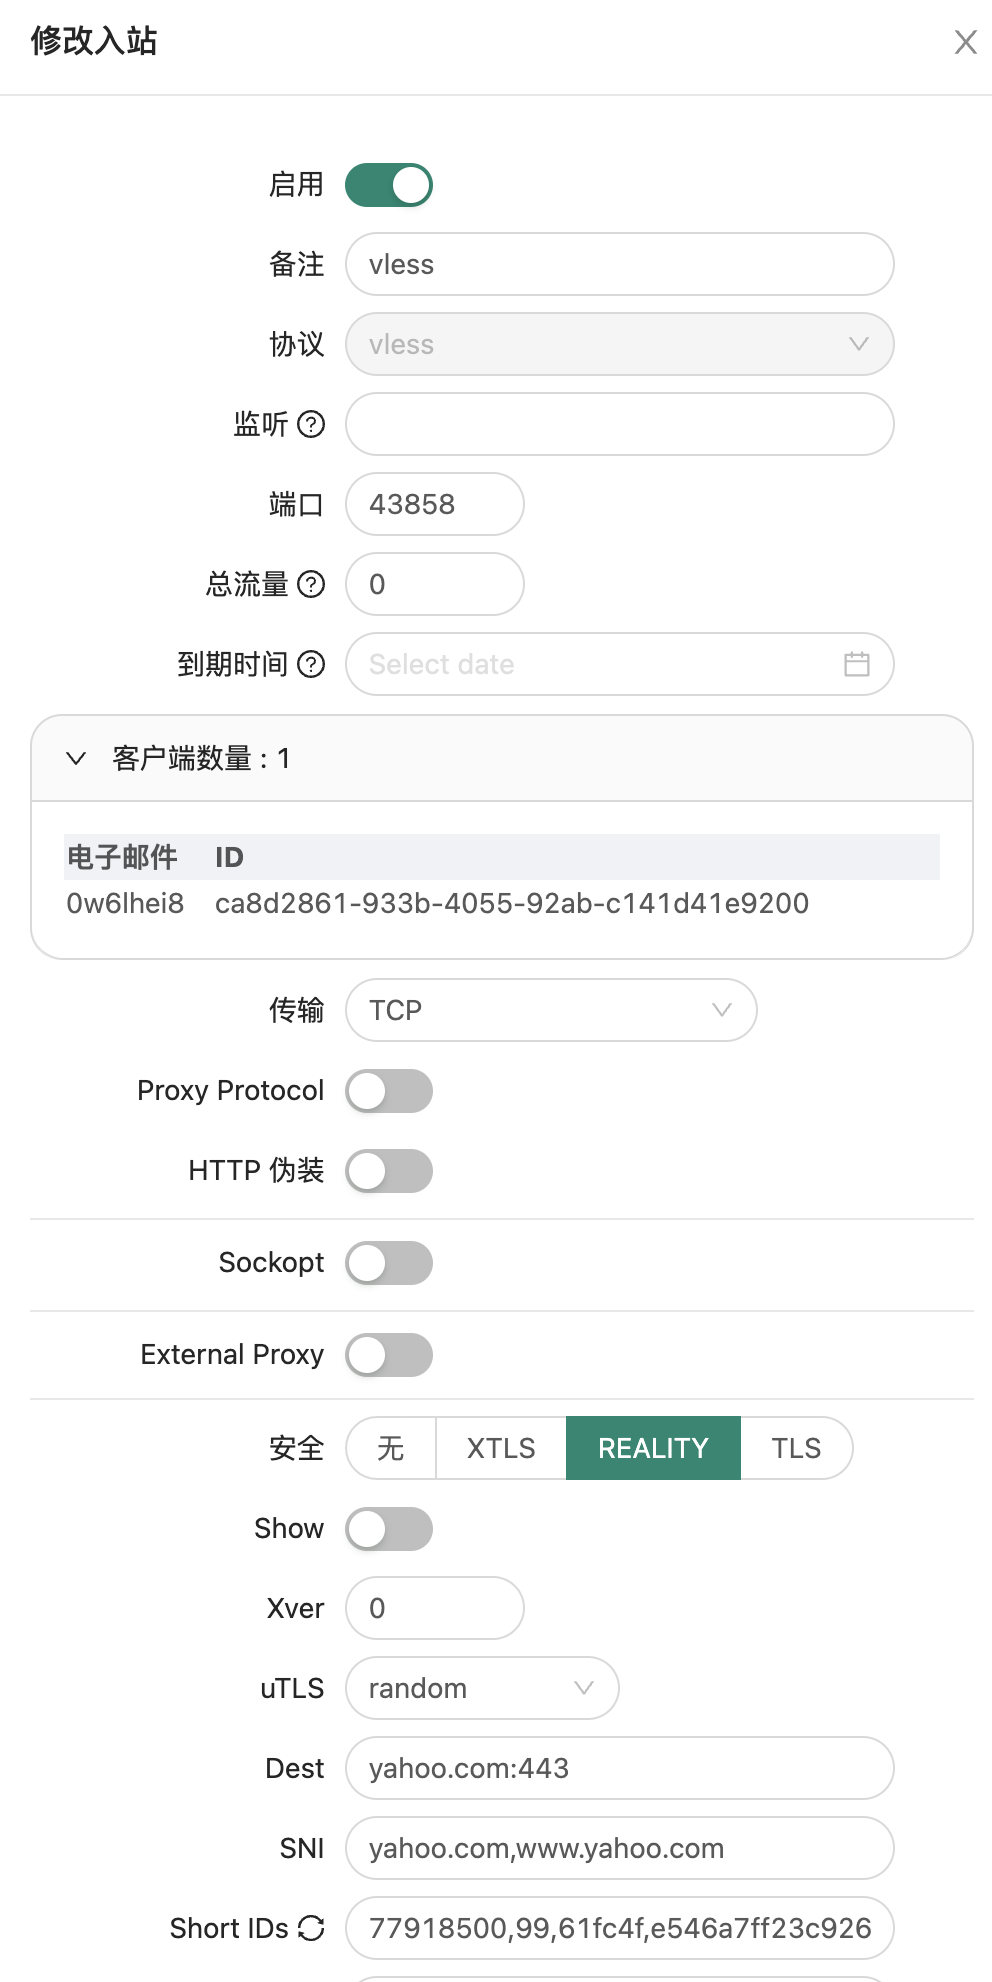 修改入站
启用
备注 vless
协议 vless
监听
端口 43858
总流量 0
到期时间 Select date
客户端数量 : 1
电子邮件 ID
0w6lhei8 ca8d2861-933b-4055-92ab-c141d41e9200
传输 TCP
Proxy Protocol
HTTP 伪装
Sockopt
External Proxy
安全 无 XTLS REALITY TLS
Show
Xver 0
uTLS random
Dest yahoo.com:443
SNI yahoo.com,www.yahoo.com
Short IDs 77918500,99,61fc4f,e546a7ff23c926